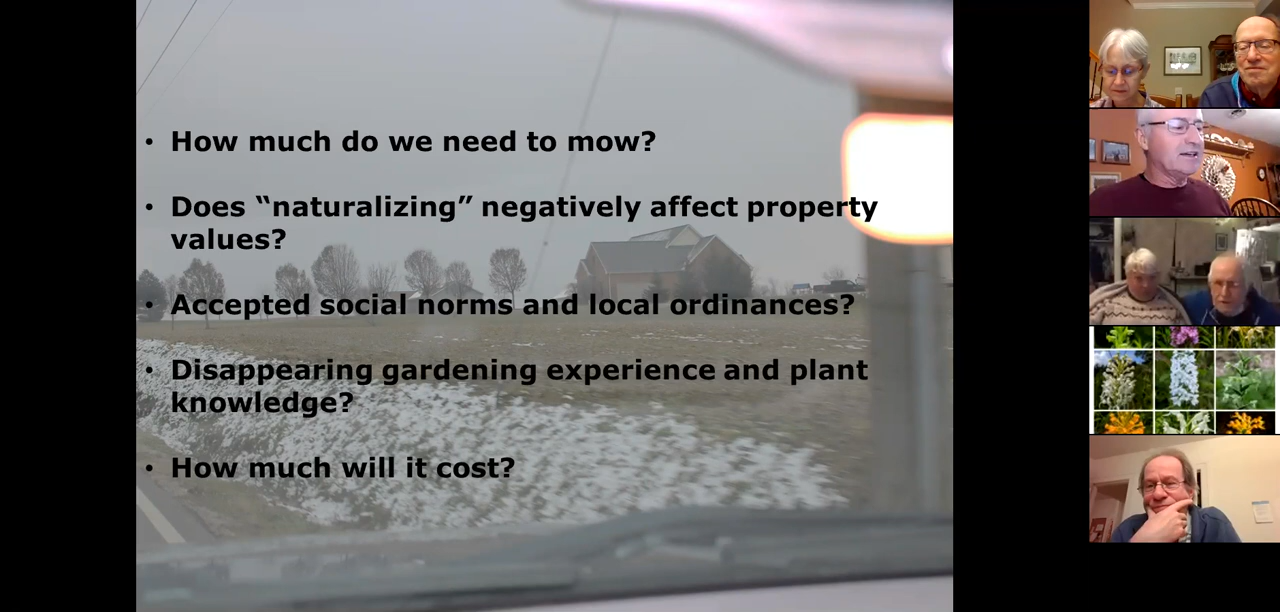 • How much do we need to mow?
• Does “naturalizing” negatively affect property
values?
• Accepted social norms and local ordinances?
• Disappearing gardening experience and plant
knowledge?
• How much will it cost?